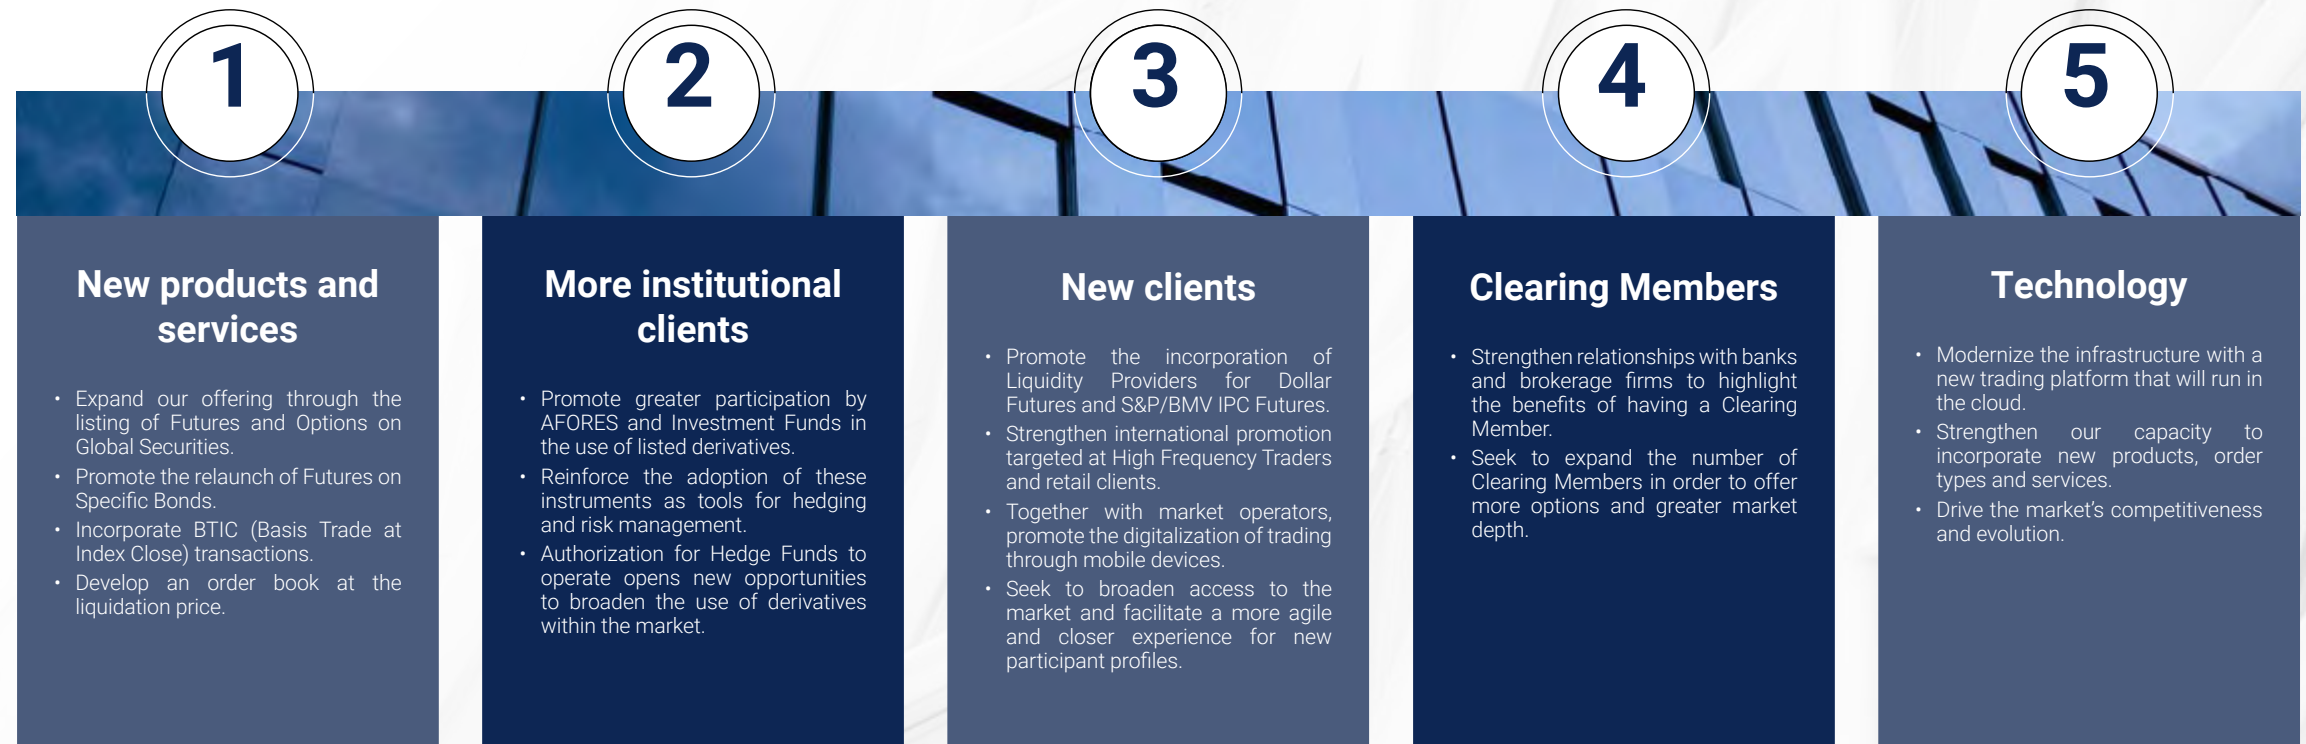 1
New products and
services
• Expand our offering through the
listing of Futures and Options on
Global Securities.
• Promote the relaunch of Futures on
Specific Bonds.
• Incorporate BTIC (Basis Trade at
Index Close) transactions.
• Develop an order book at the
liquidation price.
2
More institutional
clients
• Promote greater participation by
AFORES and Investment Funds in
the use of listed derivatives.
• Reinforce the adoption of these
instruments as tools for hedging
and risk management.
• Authorization for Hedge Funds to
operate opens new opportunities
to broaden the use of derivatives
within the market.
3
New clients
• Promote the incorporation of
Liquidity Providers for Dollar
Futures and S&P/BMV IPC Futures.
• Strengthen international promotion
targeted at High Frequency Traders
and retail clients.
• Together with market operators,
promote the digitalization of trading
through mobile devices.
• Seek to broaden access to the
market and facilitate a more agile
and closer experience for new
participant profiles.
4
Clearing Members
• Strengthen relationships with banks
and brokerage firms to highlight
the benefits of having a Clearing
Member.
• Seek to expand the number of
Clearing Members in order to offer
more options and greater market
depth.
5
Technology
• Modernize the infrastructure with a
new trading platform that will run in
the cloud.
• Strengthen our capacity to
incorporate new products, order
types and services.
• Drive the market's competitiveness
and evolution.